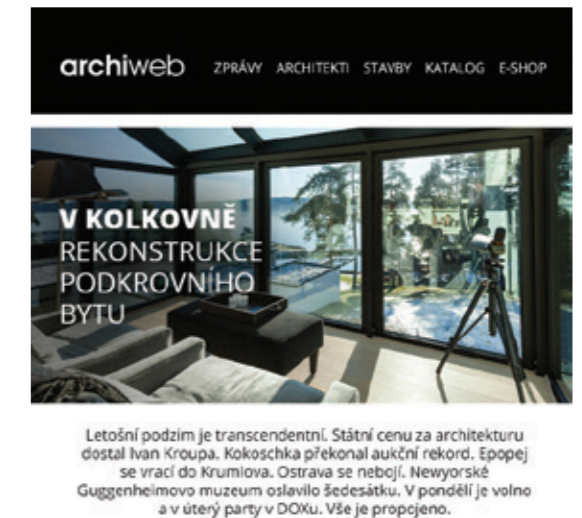 archiweb ZPRÁVY ARCHITEKTI STAVBY KATALOG E-SHOP
V KOLKOVNĚ
REKONSTRUKCE
PODKROVNÍHO
BYTU
Letošní podzim je transcendentní. Státní cenu za architekturu
dostal Ivan Kroupa. Kokoschka překonal aukční rekord. Epopej
se vrací do Krumlova. Ostrava se nebojí. Newyorské
Guggenheimovo muzeum oslavilo šedesátku. V pondělí je volno
a v úterý party v DOXu. Vše je propojeno.